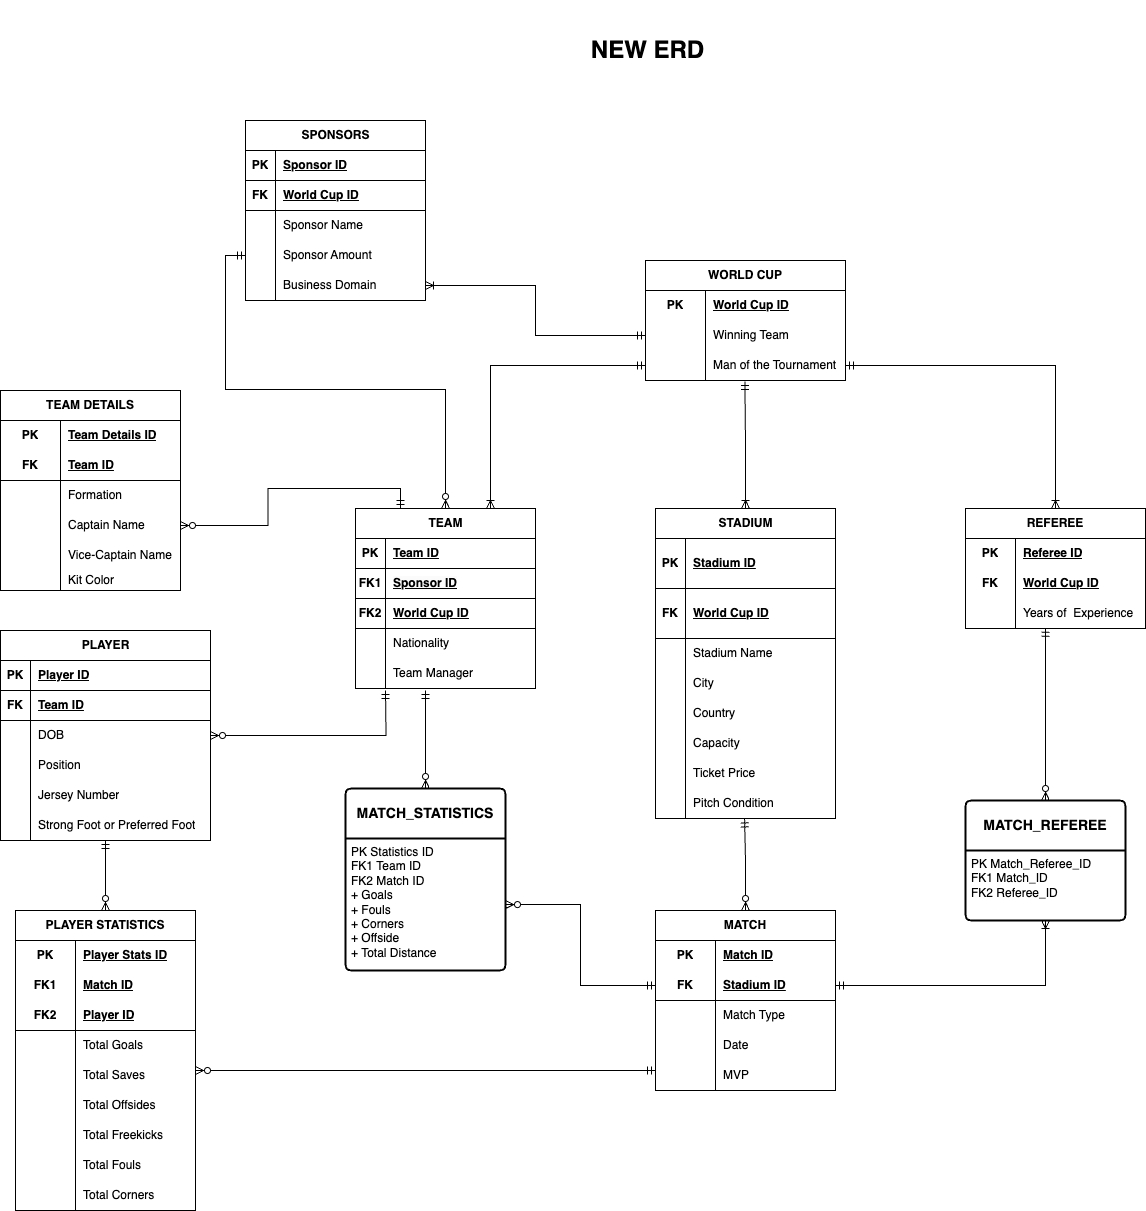 NEW ERD
SPONSORS
PK Sponsor ID
FK World Cup ID
Sponsor Name
Sponsor Amount
Business Domain
WORLD CUP
PK World Cup ID
Winning Team
Man of the Tournament
TEAM DETAILS
PK Team Details ID
FK Team ID
Formation
Captain Name
Vice-Captain Name
Kit Color
TEAM
PK Team ID
FK1 Sponsor ID
FK2 World Cup ID
Nationality
Team Manager
STADIUM
PK Stadium ID
FK World Cup ID
Stadium Name
City
Country
Capacity
Ticket Price
Pitch Condition
REFEREE
PK Referee ID
FK World Cup ID
Years of Experience
PLAYER
PK Player ID
FK Team ID
DOB
Position
Jersey Number
Strong Foot or Preferred Foot
MATCH_STATISTICS
PK Statistics ID
FK1 Team ID
FK2 Match ID
+ Goals
+ Fouls
+ Corners
+ Offside
+ Total Distance
MATCH_REFEREE
PK Match_Referee_ID
FK1 Match_ID
FK2 Referee_ID
PLAYER STATISTICS
PK Player Stats ID
FK1 Match ID
FK2 Player ID
Total Goals
Total Saves
Total Offsides
Total Freekicks
Total Fouls
Total Corners
MATCH
PK Match ID
FK Stadium ID
Match Type
Date
MVP